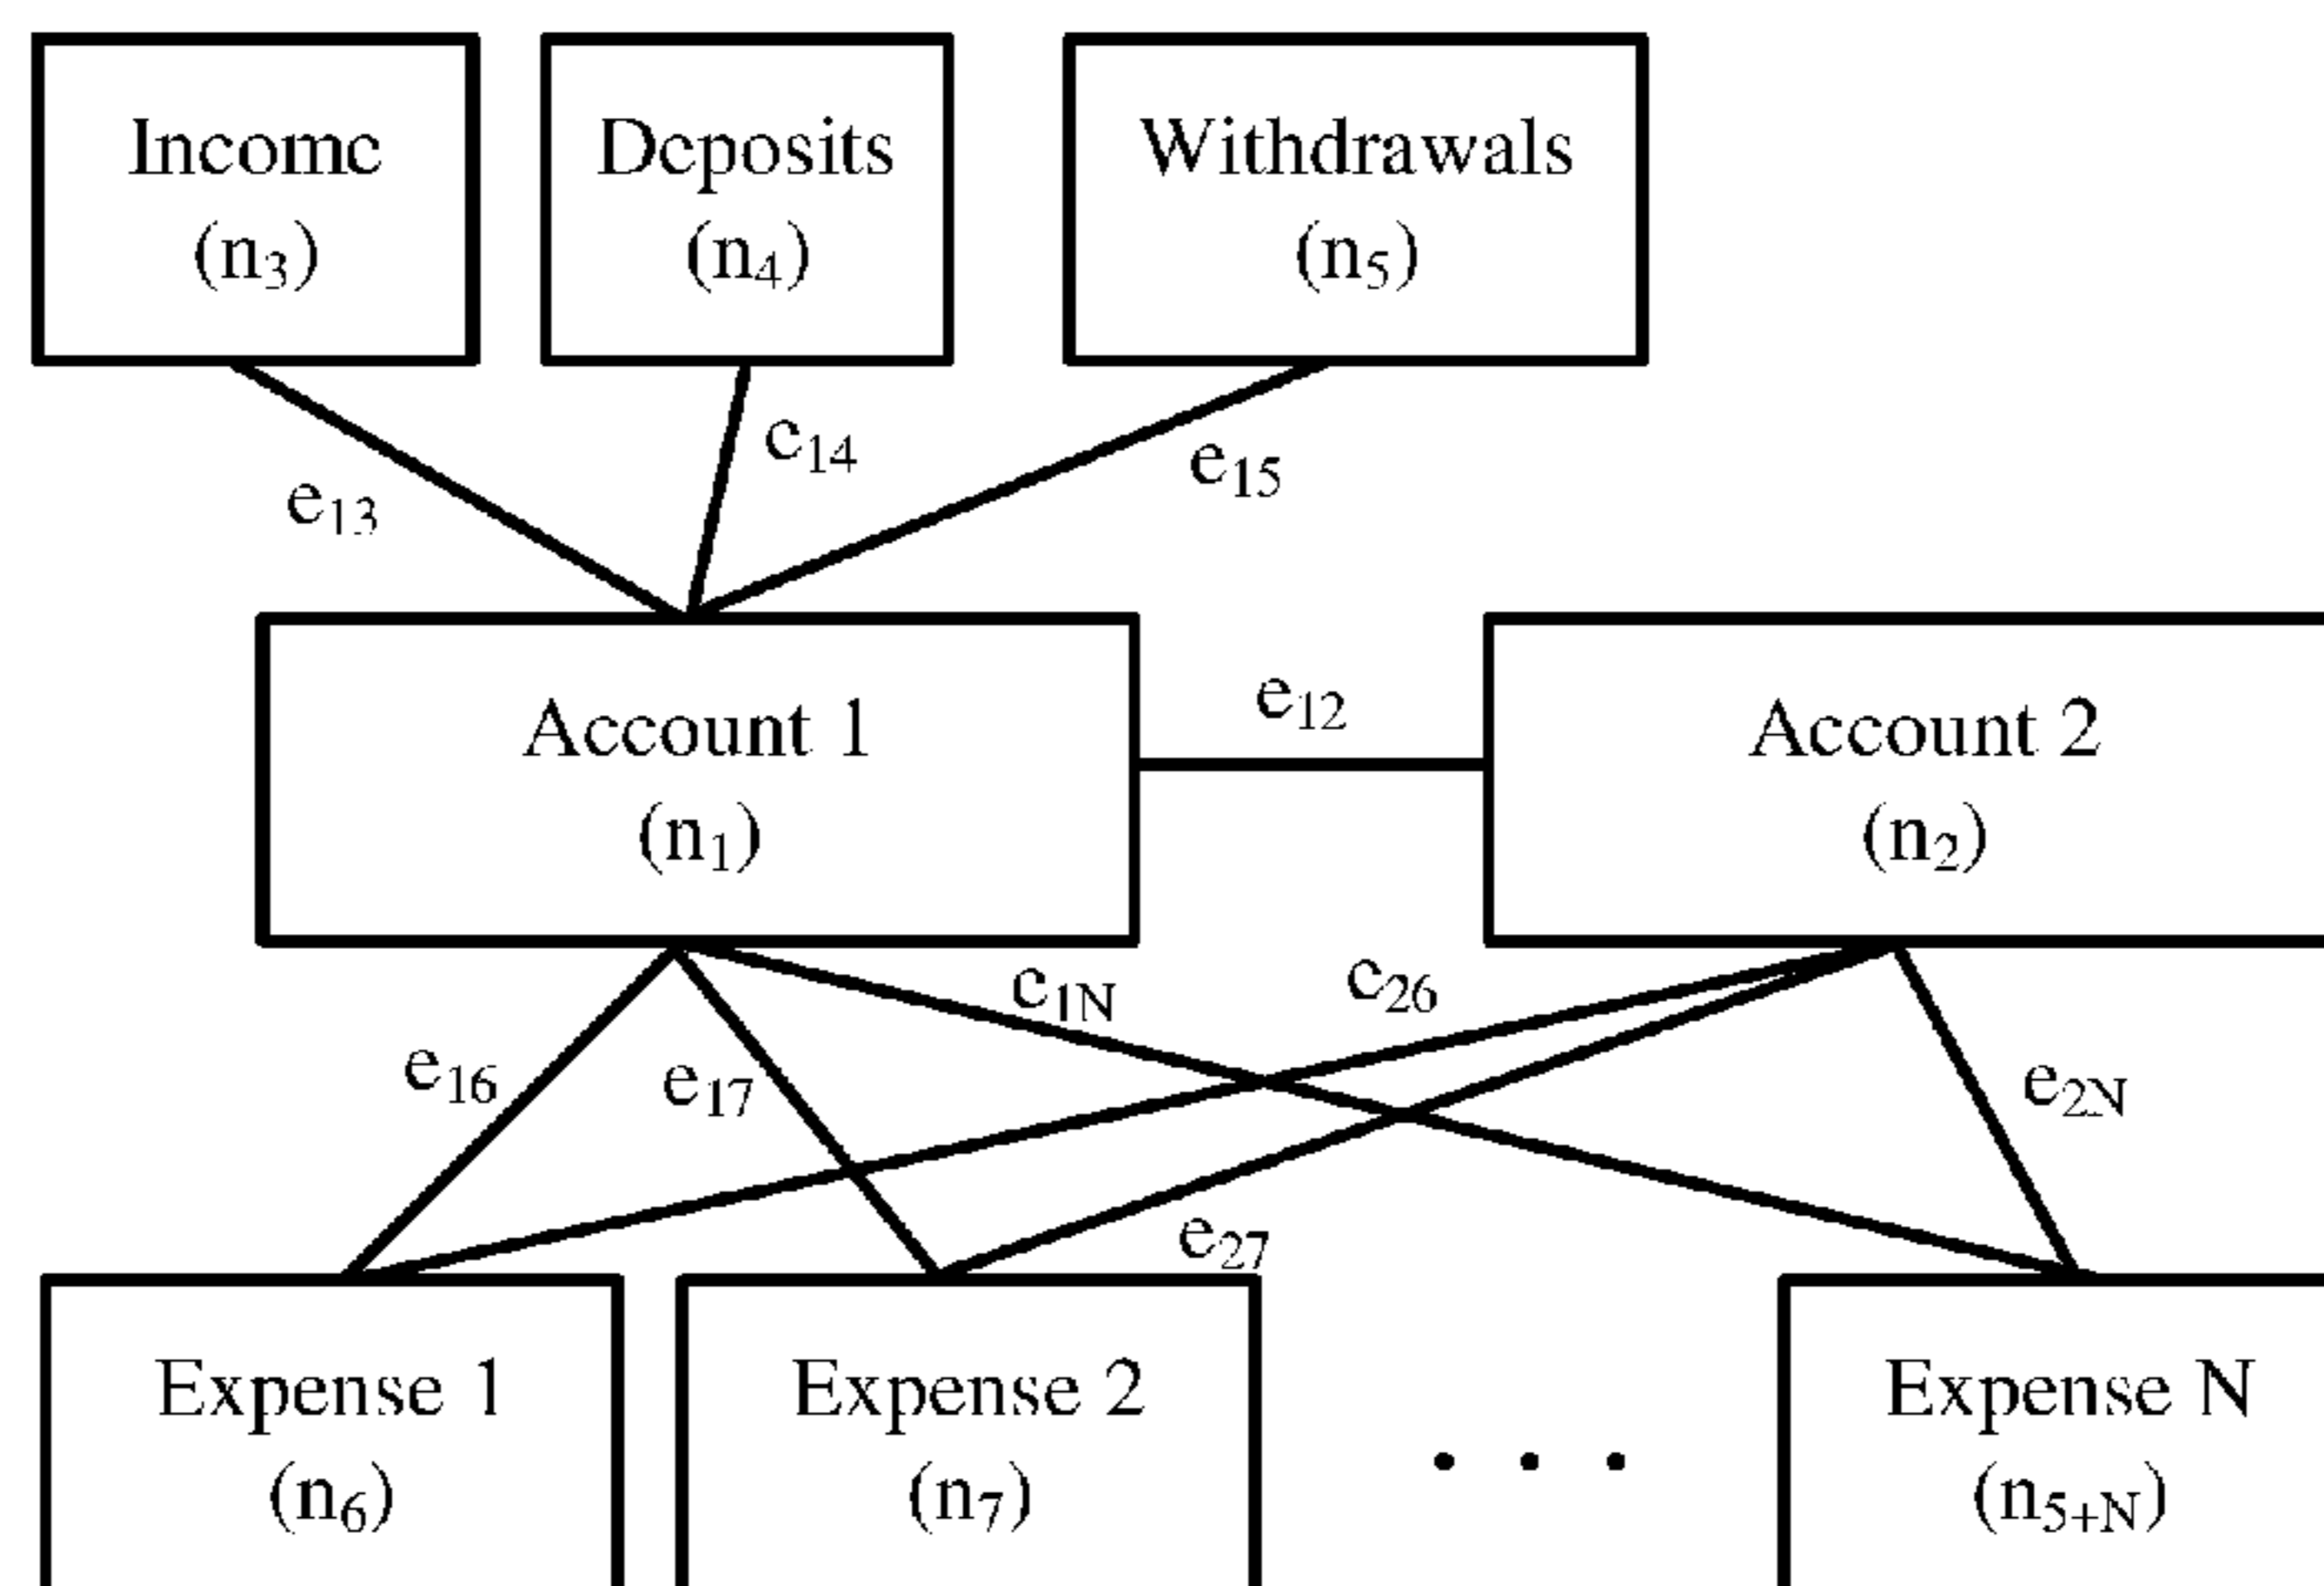 Income
(n₃)
Deposits
(n₄)
Withdrawals
(n₅)
e₁₃
e₁₄
e₁₅
Account 1
(n₁)
e₁₂
Account 2
(n₂)
e₁₆
e₁₇
e₁N
e₂₆
e₂₇
e₂N
Expense 1
(n₆)
Expense 2
(n₇)
. . .
Expense N
(n₅₊N)